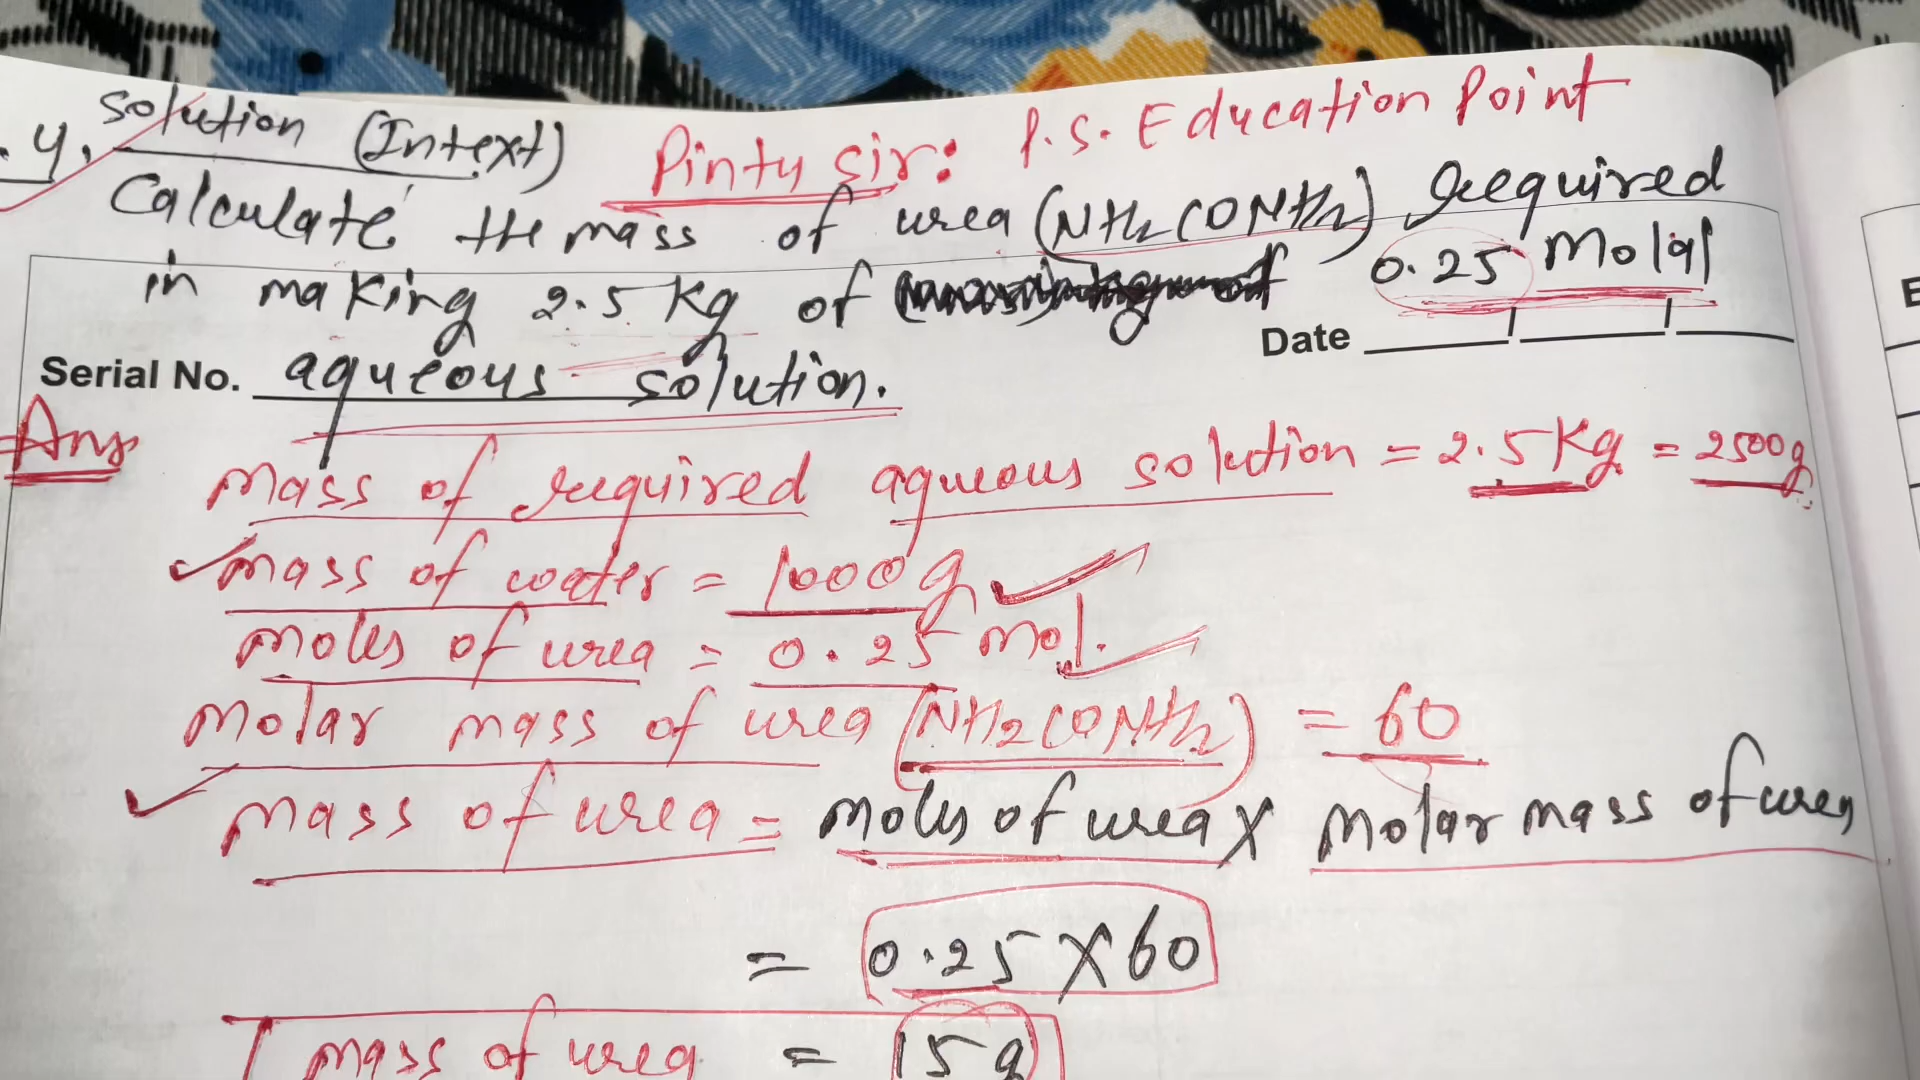 4. solution (Intext) Pinty sir: P.S. Education Point
Calculate the mass of urea (NH2CONH2) required
in making 2.5 kg of 0.25 Molal
Date
Serial No. aqueous solution.
Ans
Mass of required aqueous solution = 2.5 Kg = 2500g
mass of water = 1000g
moles of urea = 0.25 mol.
Molar mass of urea (NH2CONH2) = 60
mass of urea = moles of urea X Molar mass of urea
= 0.25 X 60
mass of urea = 15 g